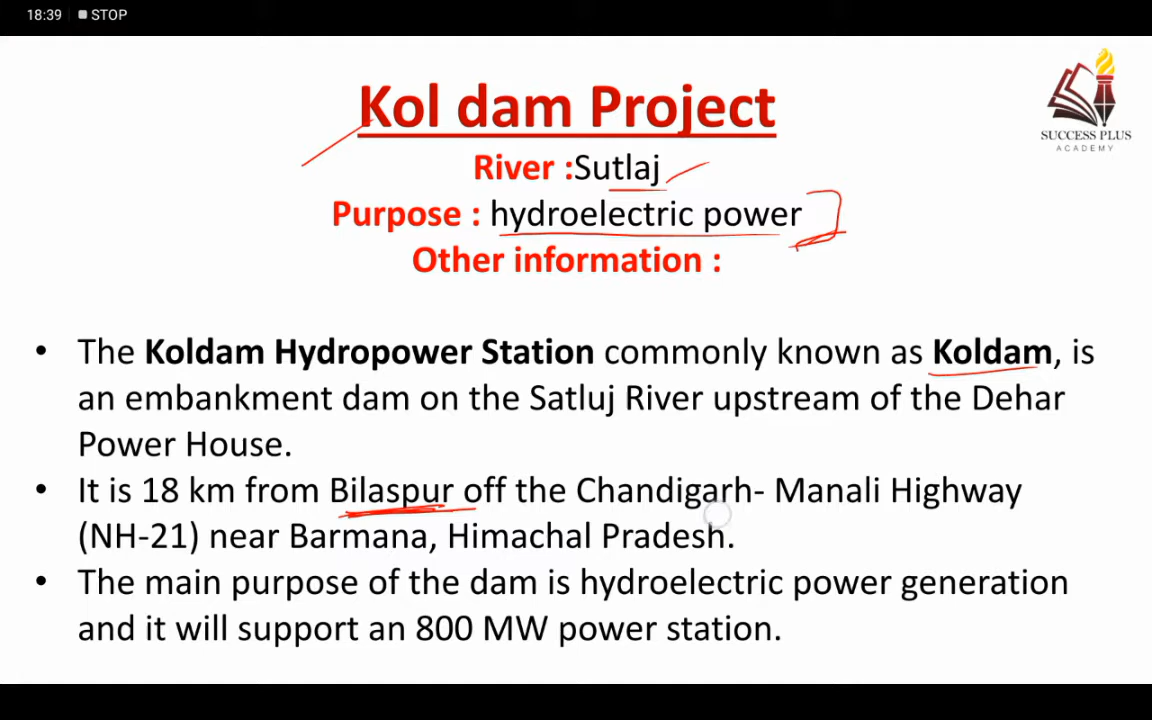 18:39 STOP
Kol dam Project
SUCCESS PLUS
ACADEMY
River :Sutlaj
Purpose : hydroelectric power
Other information :
• The Koldam Hydropower Station commonly known as Koldam, is
an embankment dam on the Satluj River upstream of the Dehar
Power House.
• It is 18 km from Bilaspur off the Chandigarh- Manali Highway
(NH-21) near Barmana, Himachal Pradesh.
• The main purpose of the dam is hydroelectric power generation
and it will support an 800 MW power station.